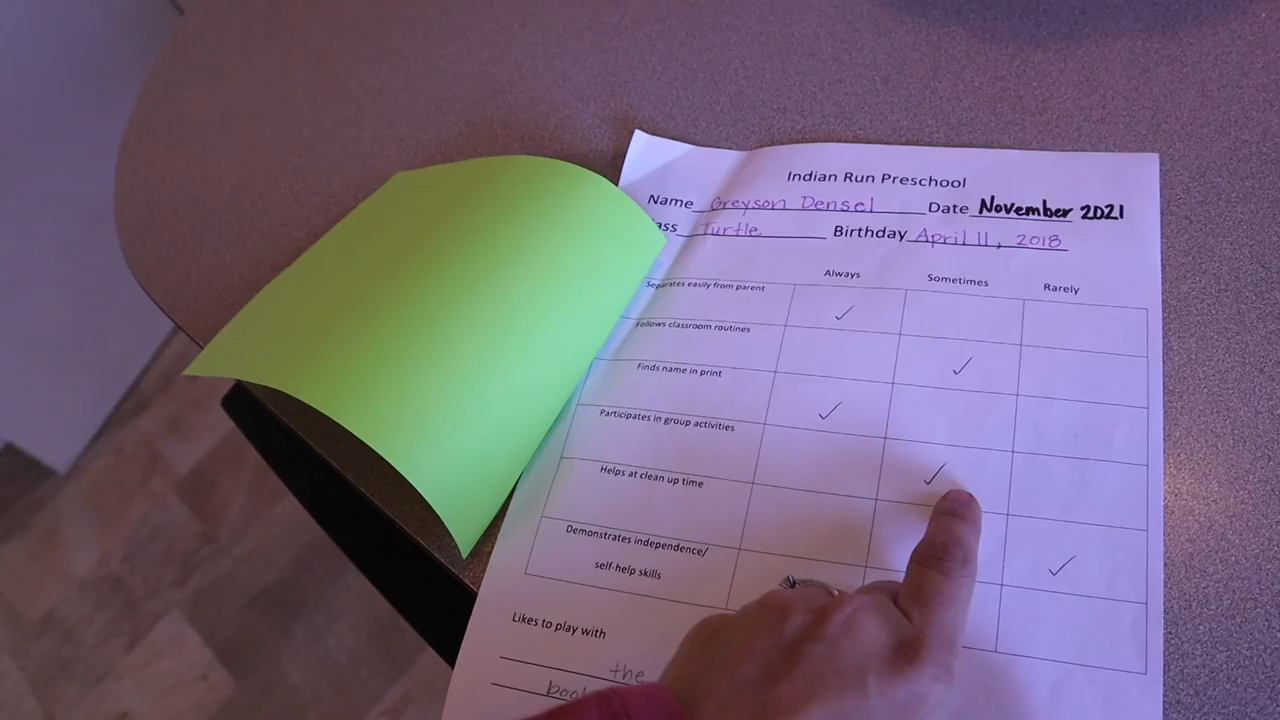 Indian Run Preschool
Name Greyson Densel Date November 2021
ass Turtle Birthday April 11, 2018
Always Sometimes Rarely
Separates easily from parent ✓
Follows classroom routines ✓
Finds name in print ✓
Participates in group activities ✓
Helps at clean up time ✓
Demonstrates independence/
self-help skills
Likes to play with
the
boo